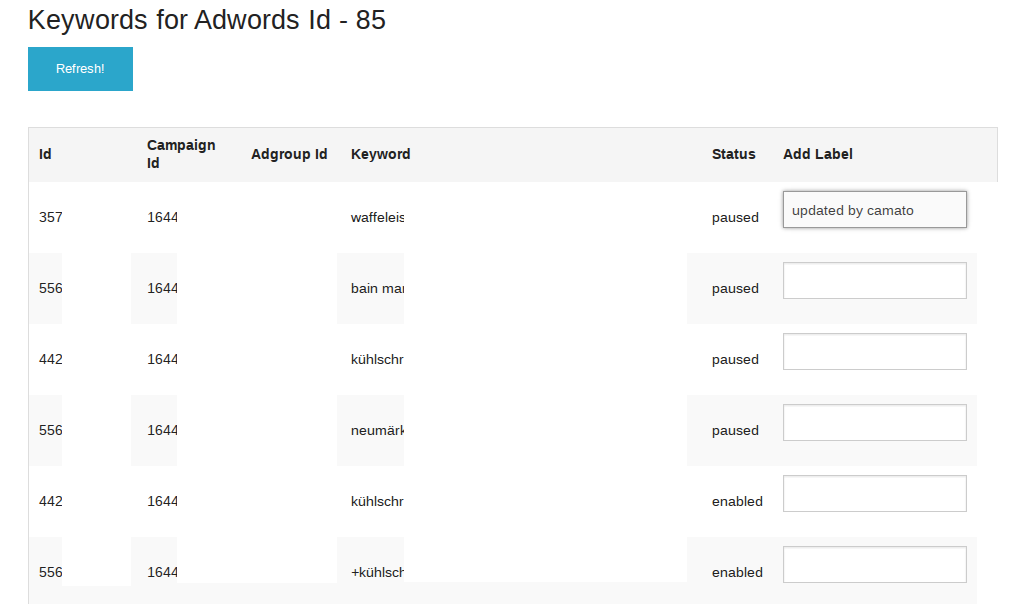 Keywords for Adwords Id - 85
Refresh!
Id Campaign Id Adgroup Id Keyword Status Add Label
357 1644 waffeleis paused updated by camato
556 1644 bain mar paused
442 1644 kühlschr paused
556 1644 neumärk paused
442 1644 kühlschr enabled
556 1644 +kühlsch enabled